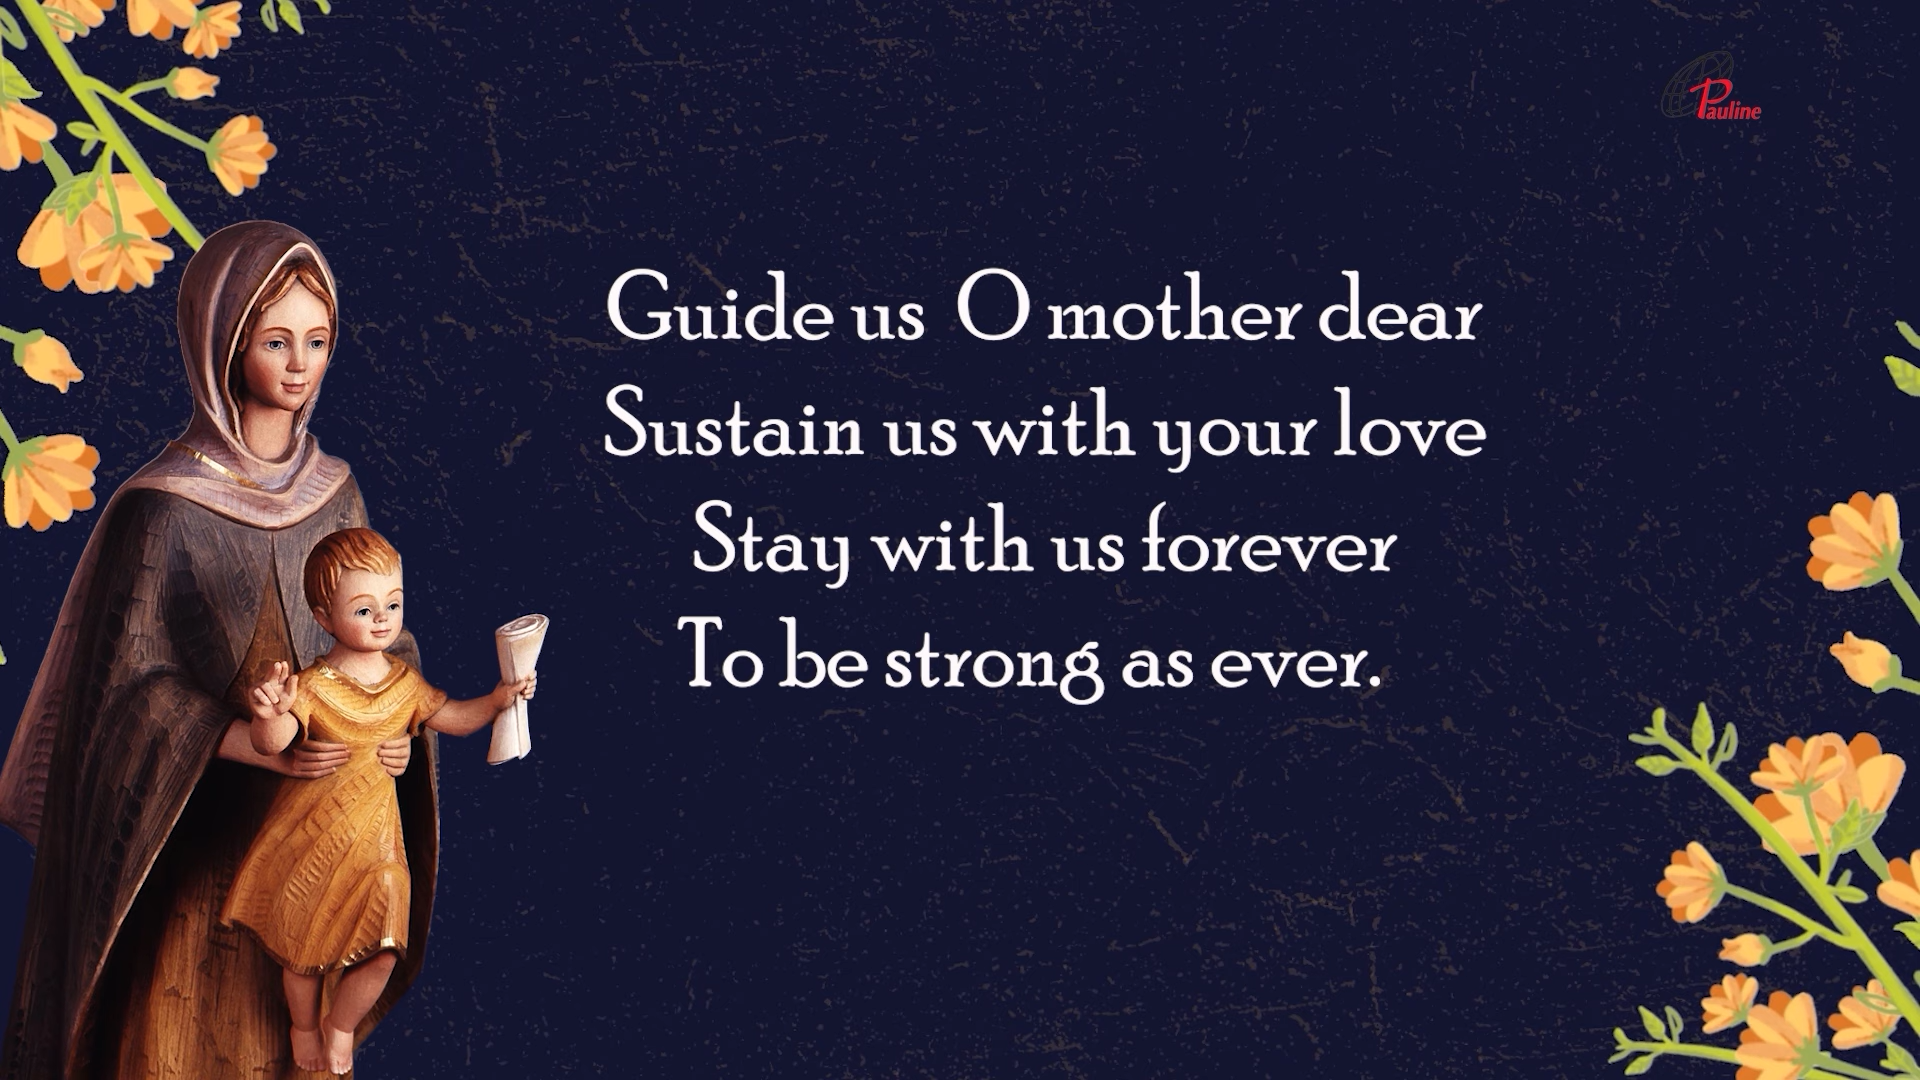 Pauline
Guide us O mother dear
Sustain us with your love
Stay with us forever
To be strong as ever.